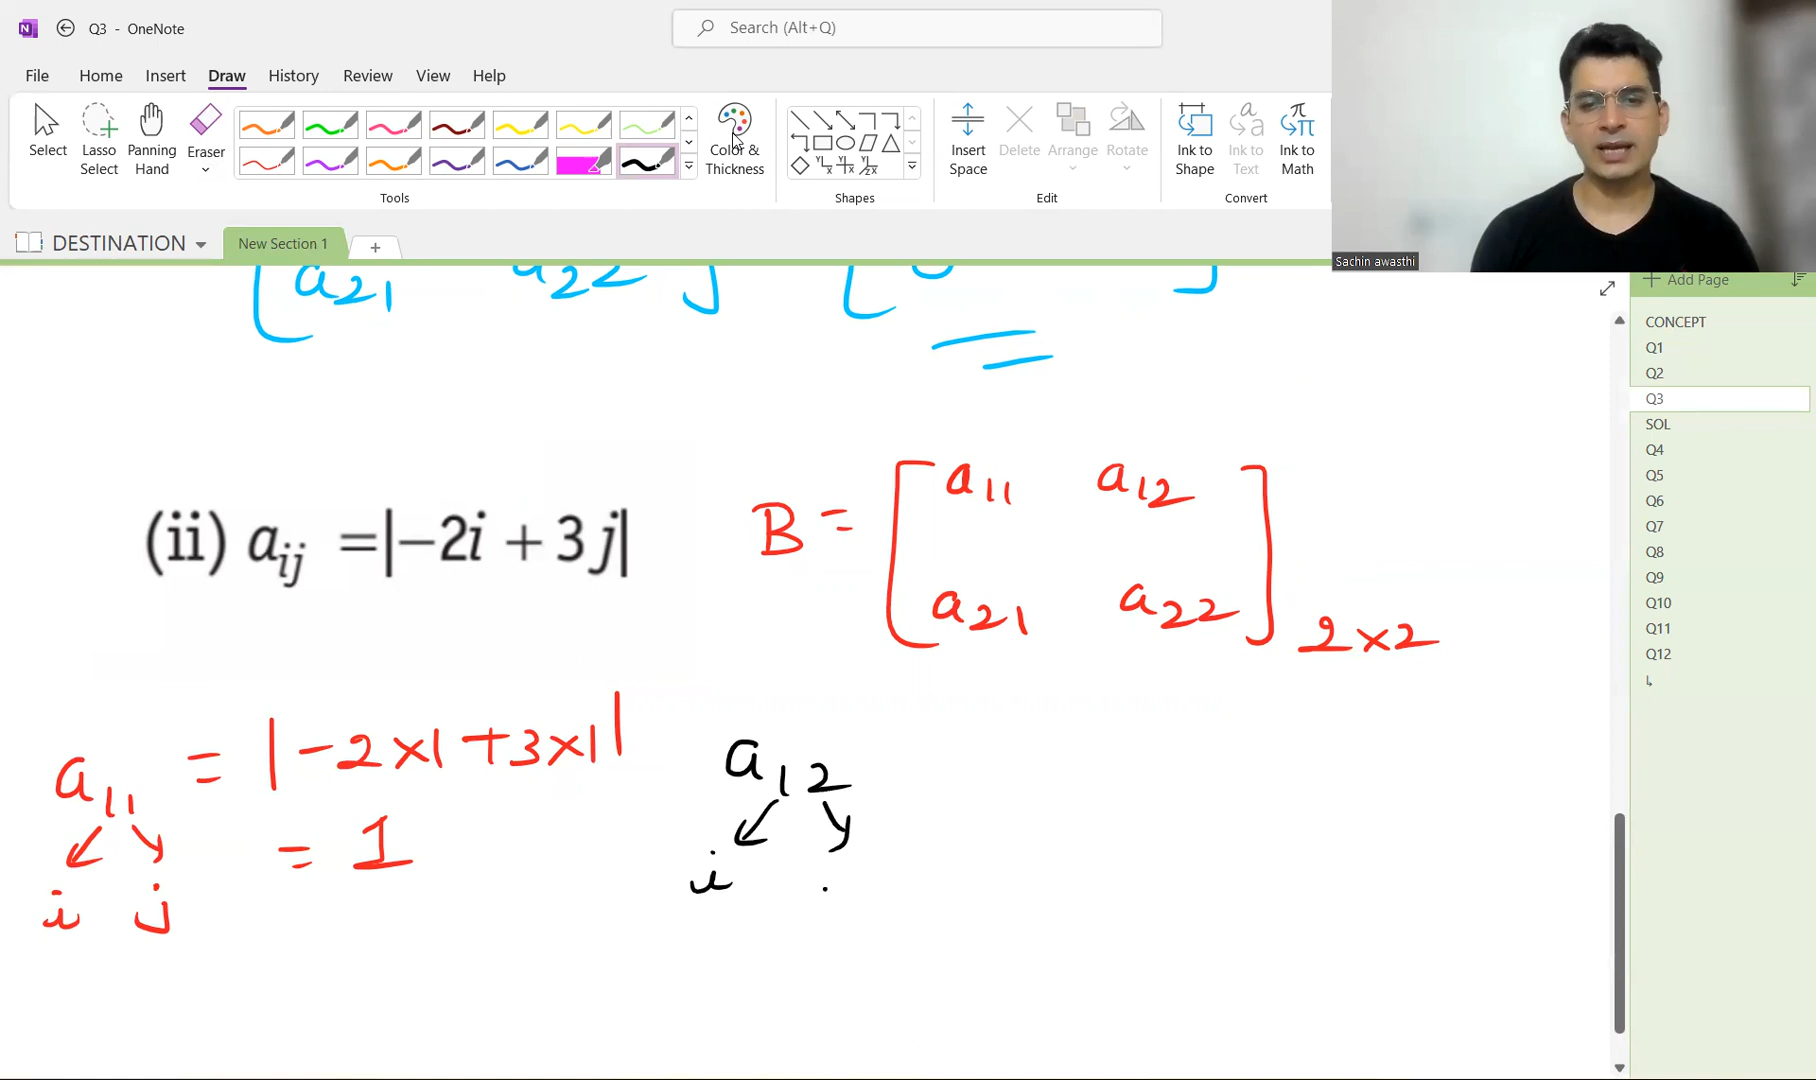 Q3 - OneNote
Search (Alt+Q)
File Home Insert Draw History Review View Help
Select
Lasso Select
Panning Hand
Eraser
Color & Thickness
Insert Space
Delete
Arrange
Rotate
Ink to Shape
Ink to Text
Ink to Math
Tools
Shapes
Edit
Convert
Sachin awasthi
DESTINATION
New Section 1
+
Add Page
CONCEPT
Q1
Q2
Q3
SOL
Q4
Q5
Q6
Q7
Q8
Q9
Q10
Q11
Q12
a21 a22
(ii) aij =|−2i + 3j|
B = [ a11 a12
a21 a22 ] 2×2
a11 = |−2×1+3×1|
= 1
i j
a12
i